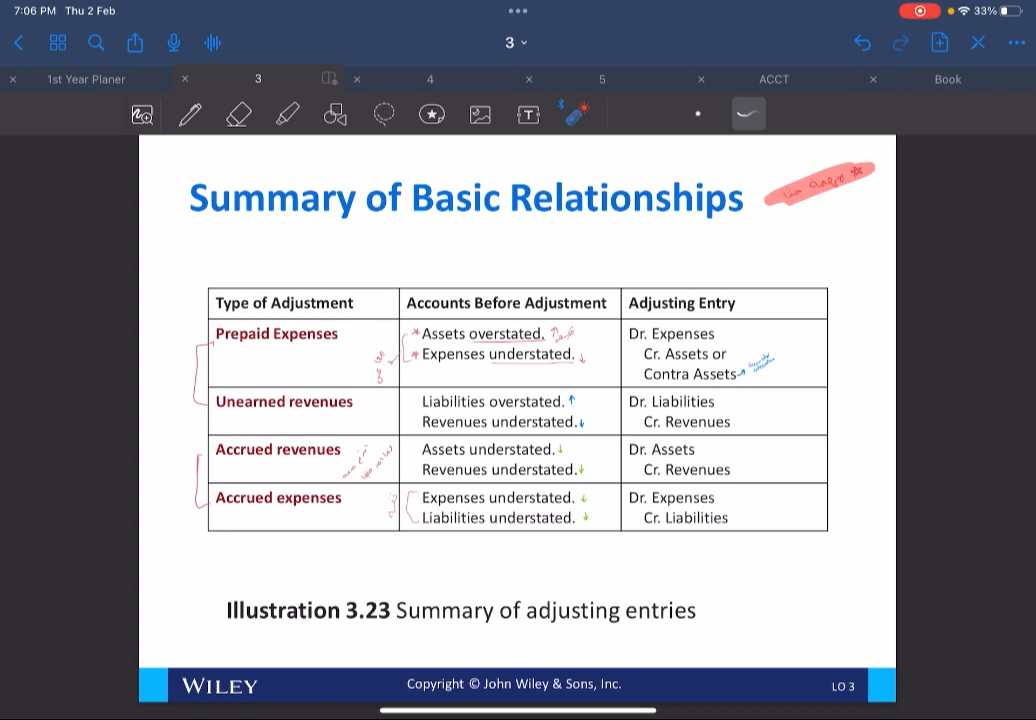 7:06 PM Thu 2 Feb
33%
3
1st Year Planer
3
4
5
ACCT
Book
Summary of Basic Relationships
Type of Adjustment Accounts Before Adjustment Adjusting Entry
Prepaid Expenses
Assets overstated.
Expenses understated.
Dr. Expenses
Cr. Assets or
Contra Assets
Unearned revenues
Liabilities overstated.
Revenues understated.
Dr. Liabilities
Cr. Revenues
Accrued revenues
Assets understated.
Revenues understated.
Dr. Assets
Cr. Revenues
Accrued expenses
Expenses understated.
Liabilities understated.
Dr. Expenses
Cr. Liabilities
Illustration 3.23 Summary of adjusting entries
WILEY
Copyright © John Wiley & Sons, Inc.
LO 3